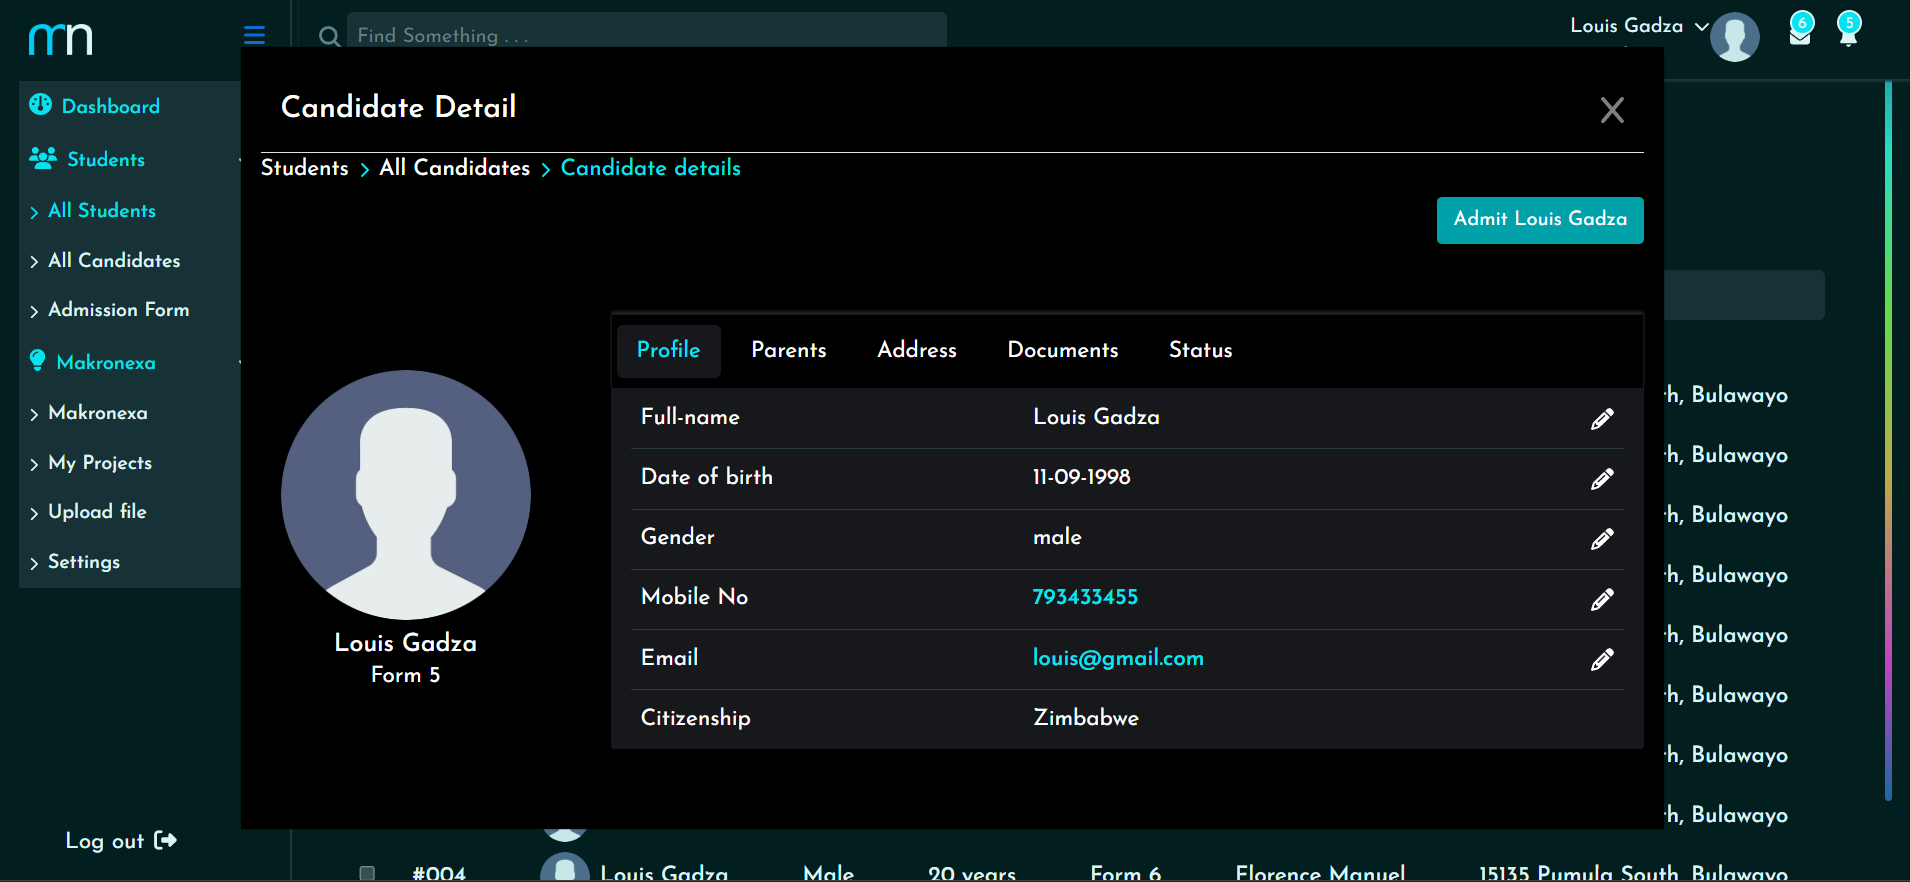 mn
Find Something . . .
Louis Gadza
6
5
Dashboard
Students
All Students
All Candidates
Admission Form
Makronexa
Makronexa
My Projects
Upload file
Settings
Log out
Candidate Detail
Students > All Candidates > Candidate details
Admit Louis Gadza
Louis Gadza
Form 5
Profile Parents Address Documents Status
Full-name Louis Gadza
Date of birth 11-09-1998
Gender male
Mobile No 793433455
Email louis@gmail.com
Citizenship Zimbabwe
h, Bulawayo
h, Bulawayo
h, Bulawayo
h, Bulawayo
h, Bulawayo
h, Bulawayo
h, Bulawayo
h, Bulawayo
#004 Louis Gadza Male 20 years Form 6 Florence Manuel 15135 Pumula South, Bulawayo